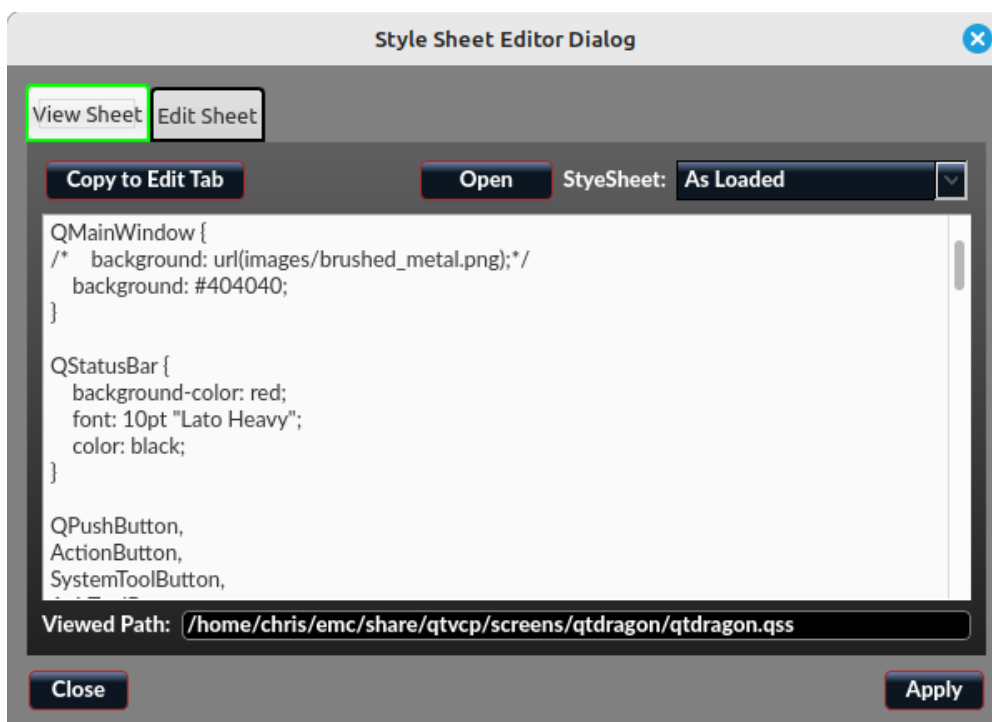 Style Sheet Editor Dialog
View Sheet Edit Sheet
Copy to Edit Tab Open StyeSheet: As Loaded
QMainWindow {
/* background: url(images/brushed_metal.png);*/
background: #404040;
}
QStatusBar {
background-color: red;
font: 10pt "Lato Heavy";
color: black;
}
QPushButton,
ActionButton,
SystemToolButton,
Viewed Path: /home/chris/emc/share/qtvcp/screens/qtdragon/qtdragon.qss
Close Apply